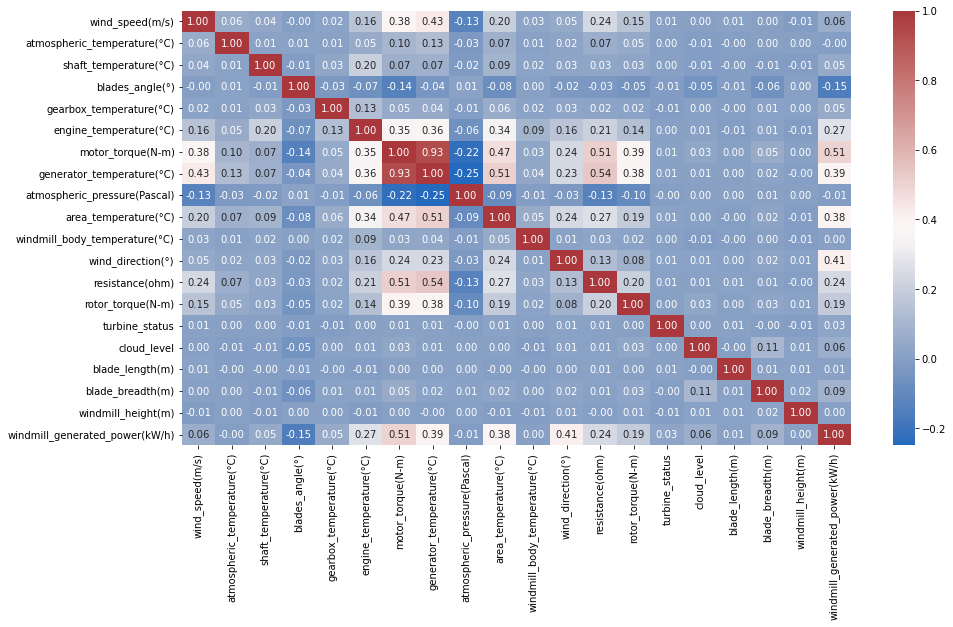 wind_speed(m/s) 1.00 0.06 0.04 -0.00 0.02 0.16 0.38 0.43 -0.13 0.20 0.03 0.05 0.24 0.15 0.01 0.00 0.01 0.00 -0.01 0.06
atmospheric_temperature(°C) 0.06 1.00 0.01 0.01 0.01 0.05 0.10 0.13 -0.03 0.07 0.01 0.02 0.07 0.05 0.00 -0.01 -0.00 0.00 0.00 -0.00
shaft_temperature(°C) 0.04 0.01 1.00 -0.01 0.03 0.20 0.07 0.07 -0.02 0.09 0.02 0.03 0.03 0.03 0.00 -0.01 -0.00 -0.01 -0.01 0.05
blades_angle(°) -0.00 0.01 -0.01 1.00 -0.03 -0.07 -0.14 -0.04 0.01 -0.08 0.00 -0.02 -0.03 -0.05 -0.01 -0.05 -0.01 -0.06 0.00 -0.15
gearbox_temperature(°C) 0.02 0.01 0.03 -0.03 1.00 0.13 0.05 0.04 -0.01 0.06 0.02 0.03 0.02 0.02 -0.01 0.00 -0.00 0.01 0.00 0.05
engine_temperature(°C) 0.16 0.05 0.20 -0.07 0.13 1.00 0.35 0.36 -0.06 0.34 0.09 0.16 0.21 0.14 0.00 0.01 -0.01 0.01 -0.01 0.27
motor_torque(N-m) 0.38 0.10 0.07 -0.14 0.05 0.35 1.00 0.93 -0.22 0.47 0.03 0.24 0.51 0.39 0.01 0.03 -0.00 0.05 -0.00 0.51
generator_temperature(°C) 0.43 0.13 0.07 -0.04 0.04 0.36 0.93 1.00 -0.25 0.51 0.04 0.23 0.54 0.38 0.01 0.01 -0.00 0.02 -0.00 0.39
atmospheric_pressure(Pascal) -0.13 -0.03 -0.02 0.01 -0.01 -0.06 -0.22 -0.25 1.00 -0.09 -0.01 -0.03 -0.13 -0.10 -0.00 0.00 0.01 0.01 -0.00 -0.01
area_temperature(°C) 0.20 0.07 0.09 -0.08 0.06 0.34 0.47 0.51 -0.09 1.00 0.05 0.24 0.27 0.19 0.01 0.01 -0.00 0.02 -0.01 0.38
windmill_body_temperature(°C) 0.03 0.01 0.02 0.00 0.02 0.09 0.03 0.04 -0.01 0.05 1.00 0.01 0.03 0.02 0.00 -0.01 0.00 -0.00 -0.01 0.00
wind_direction(°) 0.05 0.02 0.03 -0.02 0.03 0.16 0.24 0.23 -0.03 0.24 0.01 1.00 0.13 0.08 0.01 0.01 0.01 0.02 -0.01 0.41
resistance(ohm) 0.24 0.07 0.03 -0.03 0.02 0.21 0.51 0.54 -0.13 0.27 0.03 0.13 1.00 0.20 0.01 0.01 0.01 0.01 -0.00 0.24
rotor_torque(N-m) 0.15 0.05 0.03 -0.05 0.02 0.14 0.39 0.38 -0.10 0.19 0.02 0.08 0.20 1.00 0.00 0.03 0.00 0.03 0.01 0.19
turbine_status 0.01 0.00 0.00 -0.01 -0.01 0.00 0.01 0.01 -0.00 0.01 0.00 0.01 0.01 0.00 1.00 0.00 0.01 -0.00 -0.01 0.03
cloud_level 0.00 -0.01 -0.01 -0.05 0.00 0.01 0.03 0.01 0.00 0.01 -0.01 0.01 0.01 0.03 0.00 1.00 -0.00 0.11 0.01 0.06
blade_length(m) 0.01 -0.00 -0.00 -0.01 -0.00 -0.01 -0.00 -0.00 0.01 -0.00 0.00 0.01 0.01 0.00 0.01 -0.00 1.00 0.01 0.01 0.01
blade_breadth(m) 0.00 0.00 -0.01 -0.06 0.01 0.01 0.05 0.02 0.01 0.02 -0.00 0.02 0.01 0.03 -0.00 0.11 0.01 1.00 0.02 0.09
windmill_height(m) -0.01 0.00 -0.01 0.00 0.00 -0.01 -0.00 -0.00 -0.00 -0.01 -0.01 -0.01 -0.00 0.01 -0.01 0.01 0.01 0.02 1.00 0.00
windmill_generated_power(kW/h) 0.06 -0.00 0.05 -0.15 0.05 0.27 0.51 0.39 -0.01 0.38 0.00 0.41 0.24 0.19 0.03 0.06 0.01 0.09 0.00 1.00
wind_speed(m/s)
atmospheric_temperature(°C)
shaft_temperature(°C)
blades_angle(°)
gearbox_temperature(°C)
engine_temperature(°C)
motor_torque(N-m)
generator_temperature(°C)
atmospheric_pressure(Pascal)
area_temperature(°C)
windmill_body_temperature(°C)
wind_direction(°)
resistance(ohm)
rotor_torque(N-m)
turbine_status
cloud_level
blade_length(m)
blade_breadth(m)
windmill_height(m)
windmill_generated_power(kW/h)
1.0
0.8
0.6
0.4
0.2
0.0
−0.2